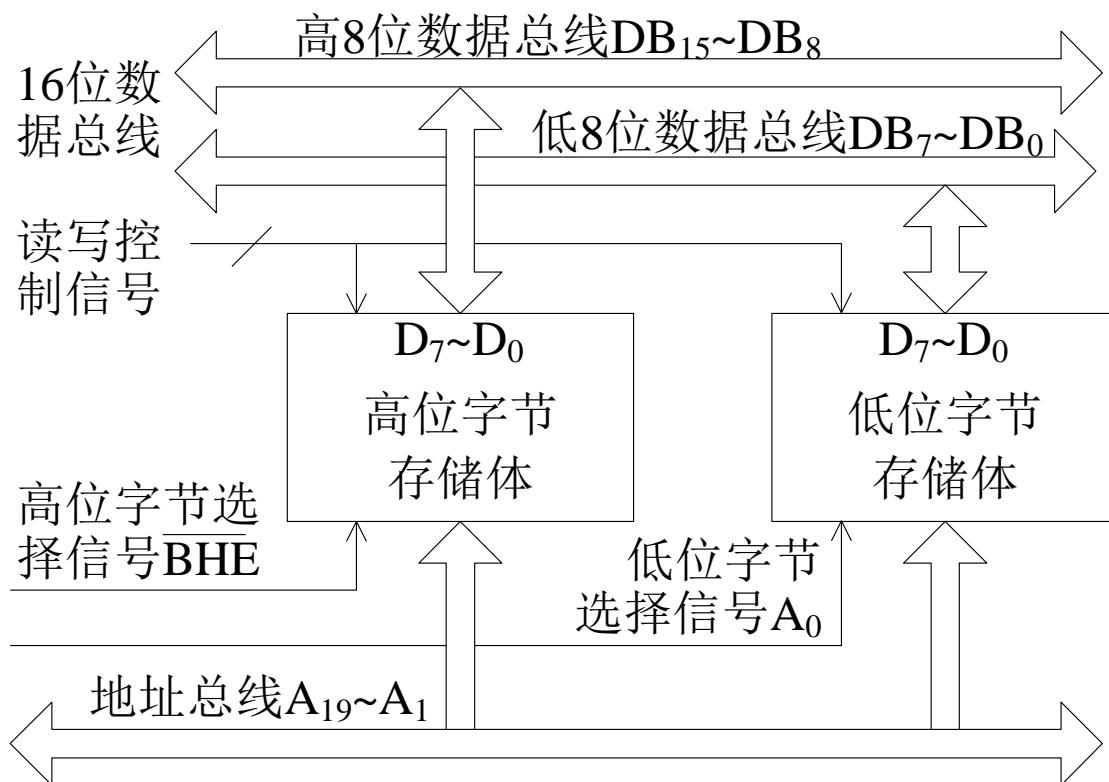 高8位数据总线DB₁₅~DB₈
16位数
据总线
低8位数据总线DB₇~DB₀
读写控
制信号
D₇~D₀
高位字节
存储体
D₇~D₀
低位字节
存储体
高位字节选
择信号B̅H̅E̅
低位字节
选择信号A₀
地址总线A₁₉~A₁